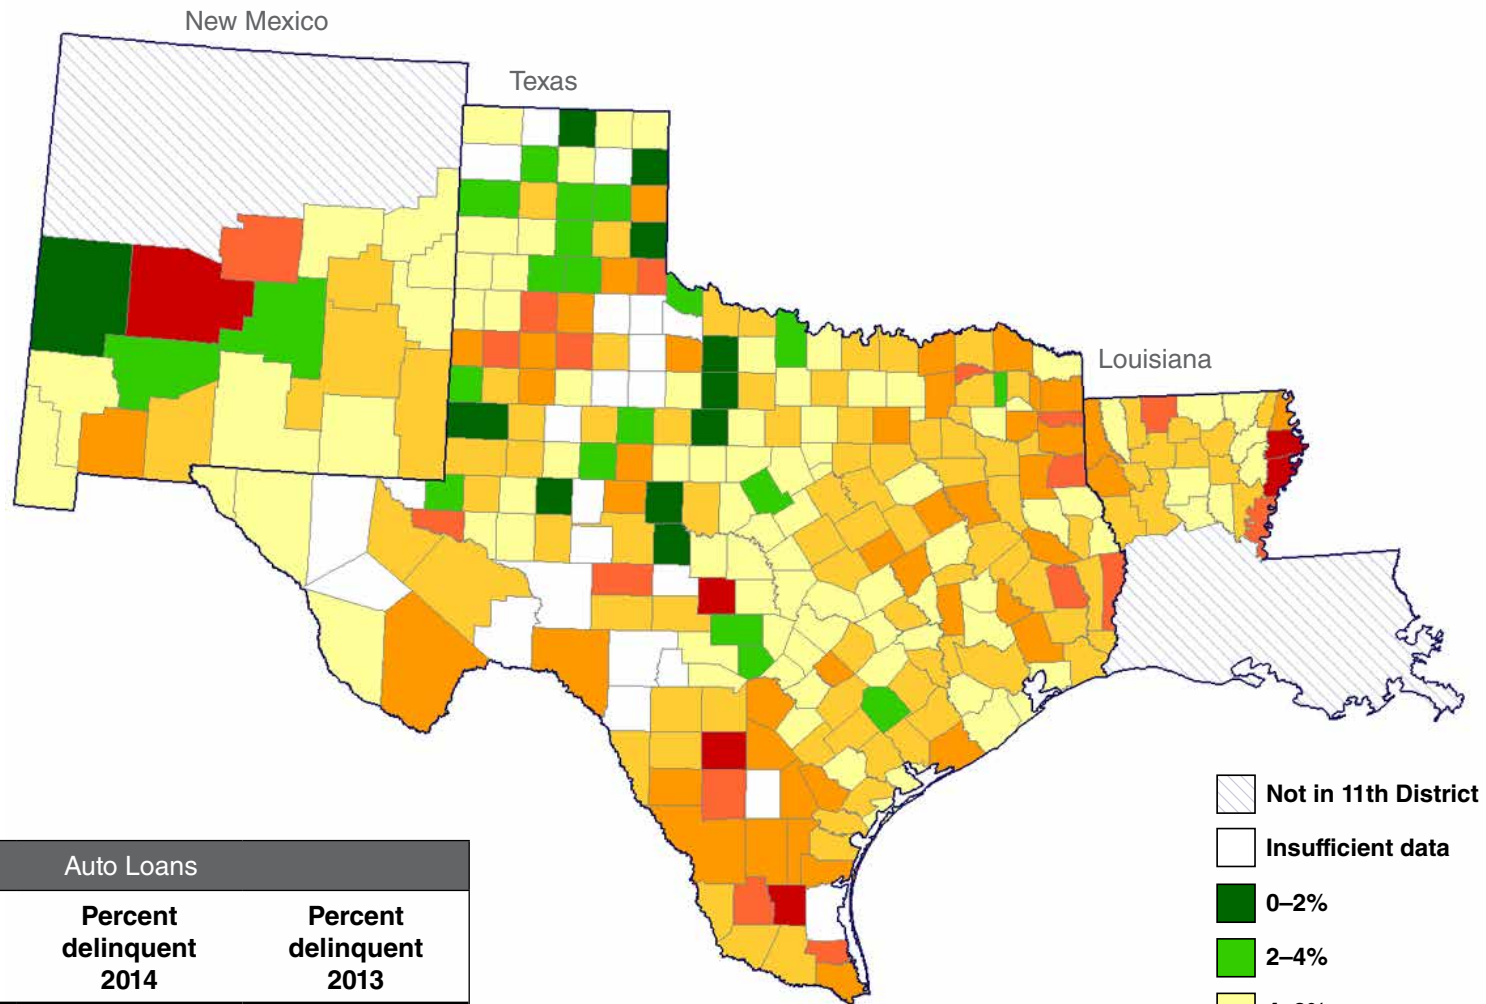 New Mexico
Texas
Louisiana
Not in 11th District
Insufficient data
0–2%
2–4%
Auto Loans
Percent delinquent 2014
Percent delinquent 2013